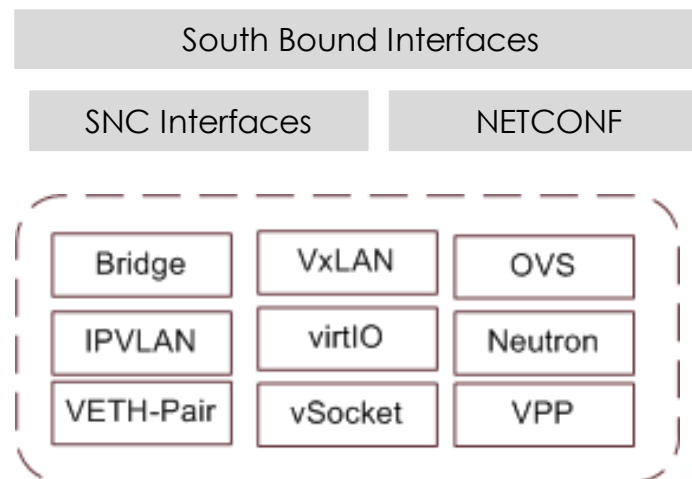 South Bound Interfaces
SNC Interfaces NETCONF
Bridge VxLAN OVS
IPVLAN virtIO Neutron
VETH-Pair vSocket VPP